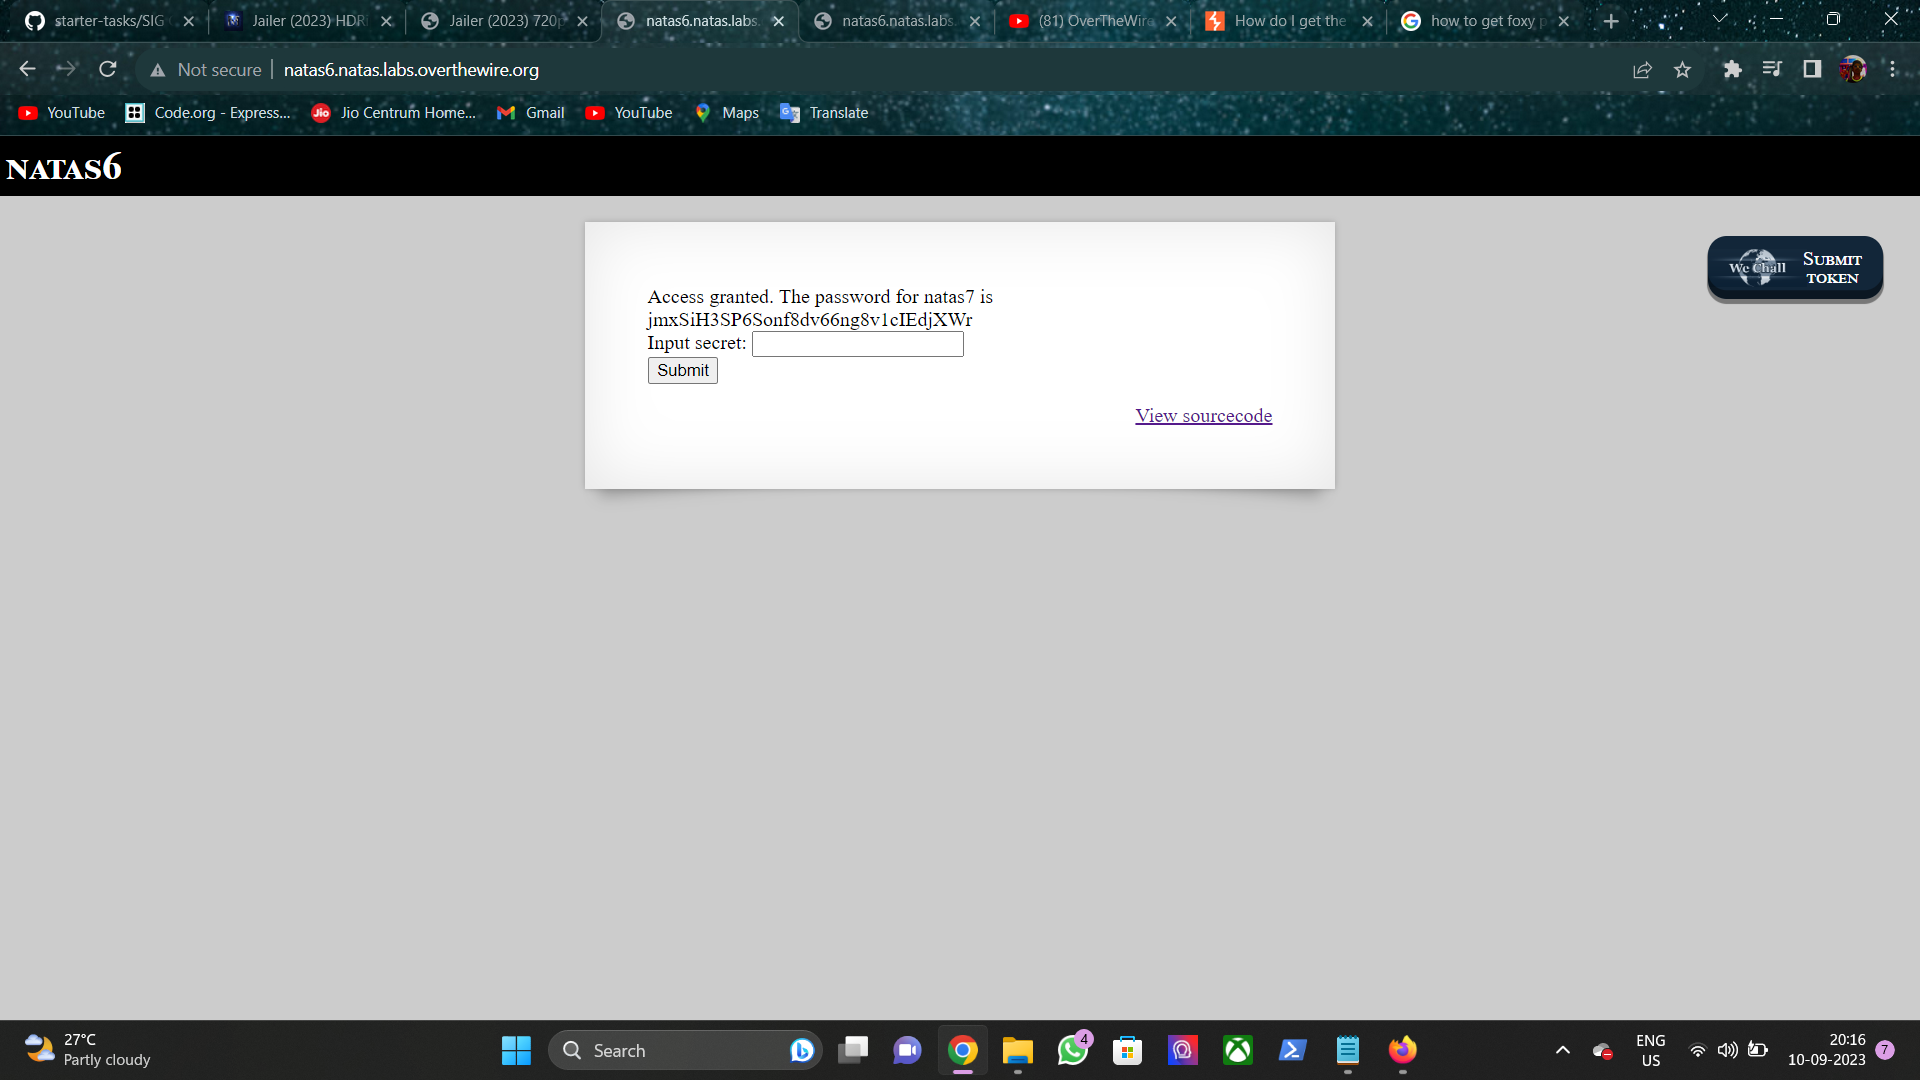 starter-tasks/SIG
Jailer (2023) HDRi
Jailer (2023) 720p
natas6.natas.labs.
natas6.natas.labs.
(81) OverTheWire
How do I get the
how to get foxy p
Not secure
natas6.natas.labs.overthewire.org
YouTube
Code.org - Express...
Jio Centrum Home...
Gmail
YouTube
Maps
Translate
NATAS6
We Chall
SUBMIT
TOKEN
Access granted. The password for natas7 is
jmxSiH3SP6Sonf8dv66ng8v1cIEdjXWr
Input secret:
Submit
View sourcecode
27°C
Partly cloudy
Search
4
ENG
US
20:16
10-09-2023
7